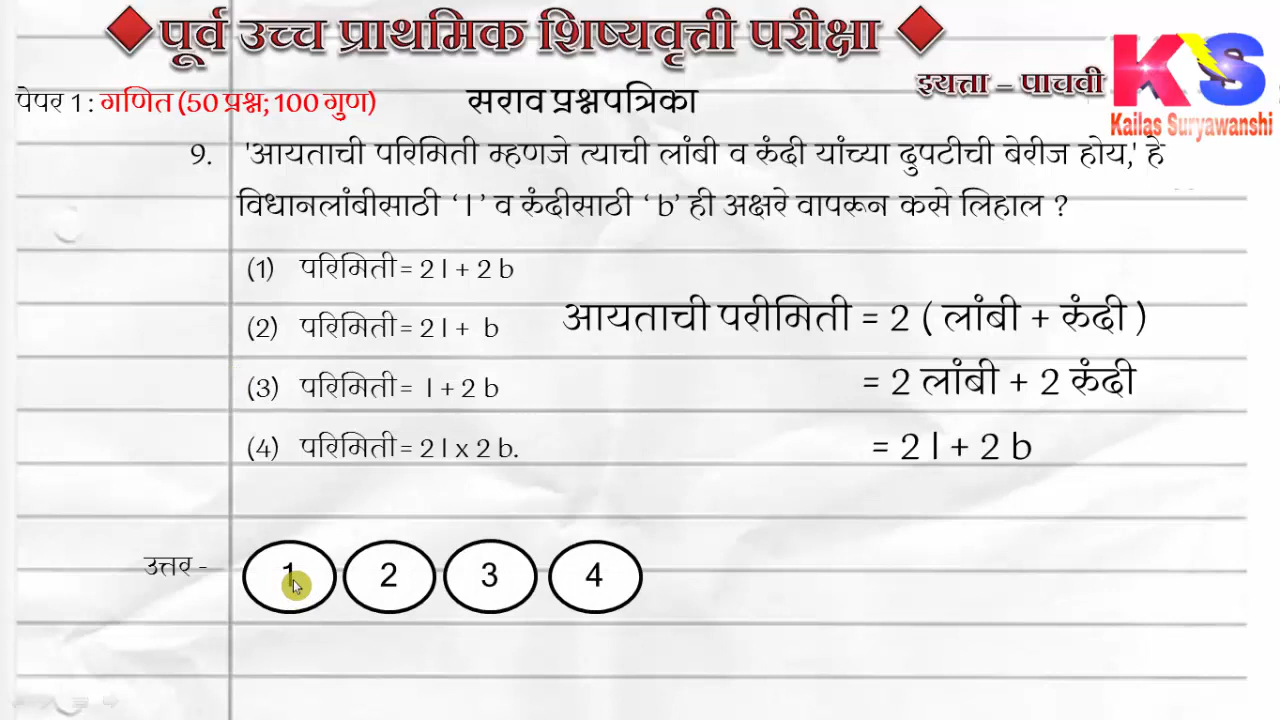 पूर्व उच्च प्राथमिक शिष्यवृत्ती परीक्षा
KS
इयत्ता – पाचवी
Kailas Suryawanshi
पेपर 1 : गणित (50 प्रश्न; 100 गुण)
सराव प्रश्नपत्रिका
9. 'आयताची परिमिती म्हणजे त्याची लांबी व रुंदी यांच्या दुपटीची बेरीज होय,' हे
विधानलांबीसाठी 'l' व रुंदीसाठी 'b' ही अक्षरे वापरून कसे लिहाल ?
(1) परिमिती = 2 l + 2 b
(2) परिमिती = 2 l + b
(3) परिमिती = l + 2 b
(4) परिमिती = 2 l x 2 b.
आयताची परीमिती = 2 ( लांबी + रुंदी )
= 2 लांबी + 2 रुंदी
= 2 l + 2 b
उत्तर - 1 2 3 4